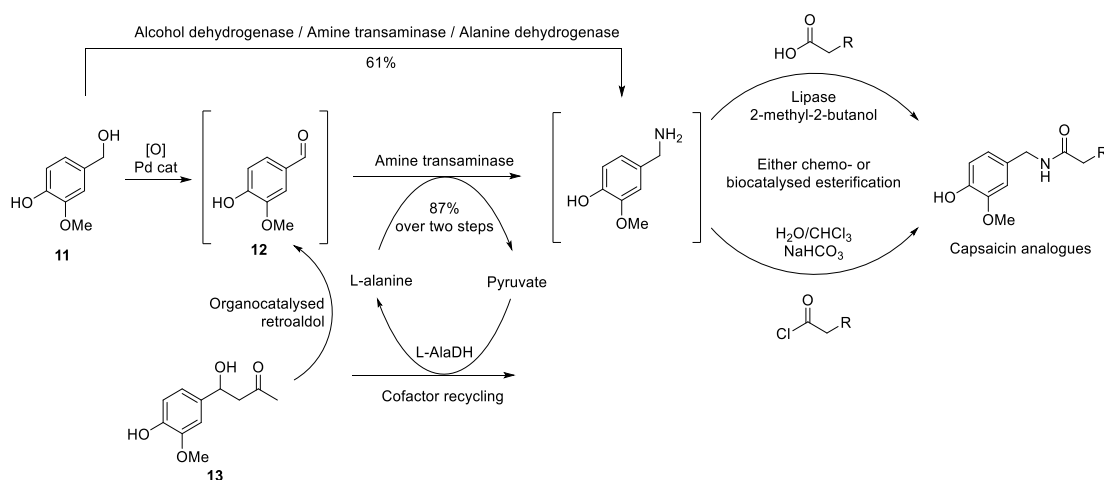 Alcohol dehydrogenase / Amine transaminase / Alanine dehydrogenase
61%
OH
HO
OMe
11
[O]
Pd cat
O
HO
OMe
12
Amine transaminase
87%
over two steps
L-alanine
Pyruvate
L-AlaDH
Cofactor recycling
Organocatalysed
retroaldol
OH
O
HO
OMe
13
NH2
HO
OMe
O
HO
R
Lipase
2-methyl-2-butanol
Either chemo- or
biocatalysed esterification
H2O/CHCl3
NaHCO3
O
Cl
R
O
N
H
R
HO
OMe
Capsaicin analogues